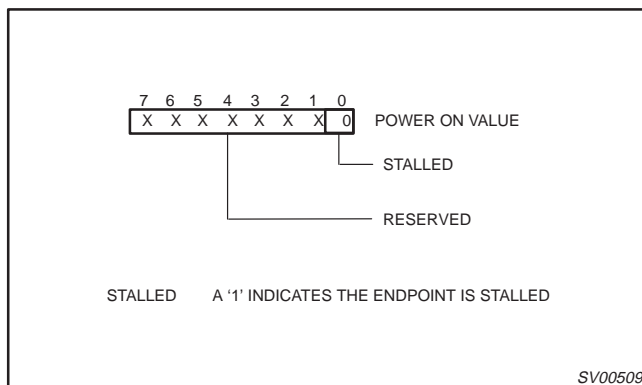 7 6 5 4 3 2 1 0
X X X X X X X 0 POWER ON VALUE
STALLED
RESERVED
STALLED A ‘1’ INDICATES THE ENDPOINT IS STALLED
SV00509